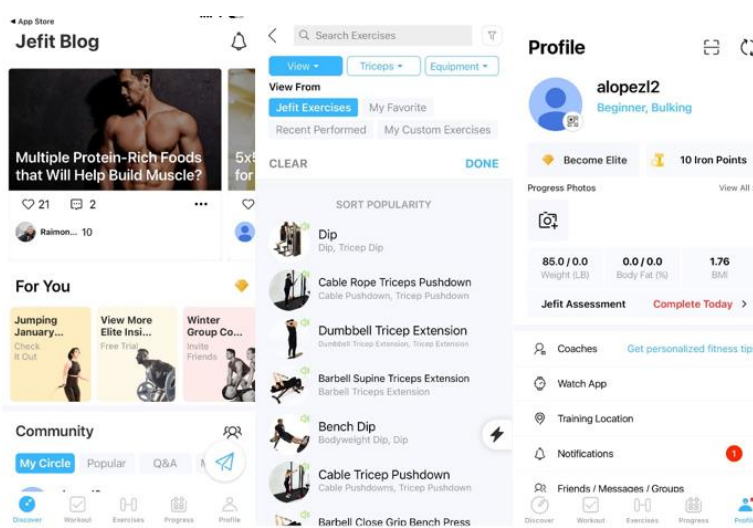 App Store
Jefit Blog
Multiple Protein-Rich Foods
that Will Help Build Muscle?
for
21
2
Raimon... 10
For You
Jumping
January...
Check
It Out
View More
Elite Insi...
Free Trial
Winter
Group Co...
Invite
Friends
Community
My Circle
Popular
Q&A
Discover
Workout
Exercises
Progress
Profile
Search Exercises
View
Triceps
Equipment
View From
Jefit Exercises
My Favorite
Recent Performed
My Custom Exercises
CLEAR
DONE
SORT POPULARITY
Dip
Dip, Tricep Dip
Cable Rope Triceps Pushdown
Cable Pushdown, Tricep Pushdown
Dumbbell Tricep Extension
Dumbbell Tricep Extension, Tricep Extension
Barbell Supine Triceps Extension
Barbell Triceps Extension
Bench Dip
Bodyweight Dip, Dip
Cable Tricep Pushdown
Cable Pushdowns, Tricep Pushdown
Barbell Close Grip Bench Press
Profile
alopezl2
Beginner, Bulking
Become Elite
10 Iron Points
Progress Photos
View All
85.0 / 0.0
Weight (LB)
0.0 / 0.0
Body Fat (%)
1.76
BMI
Jefit Assessment
Complete Today >
Coaches
Get personalized fitness tip
Watch App
Training Location
Notifications
1
Friends / Messages / Groups
Discover
Workout
Exercises
Progress